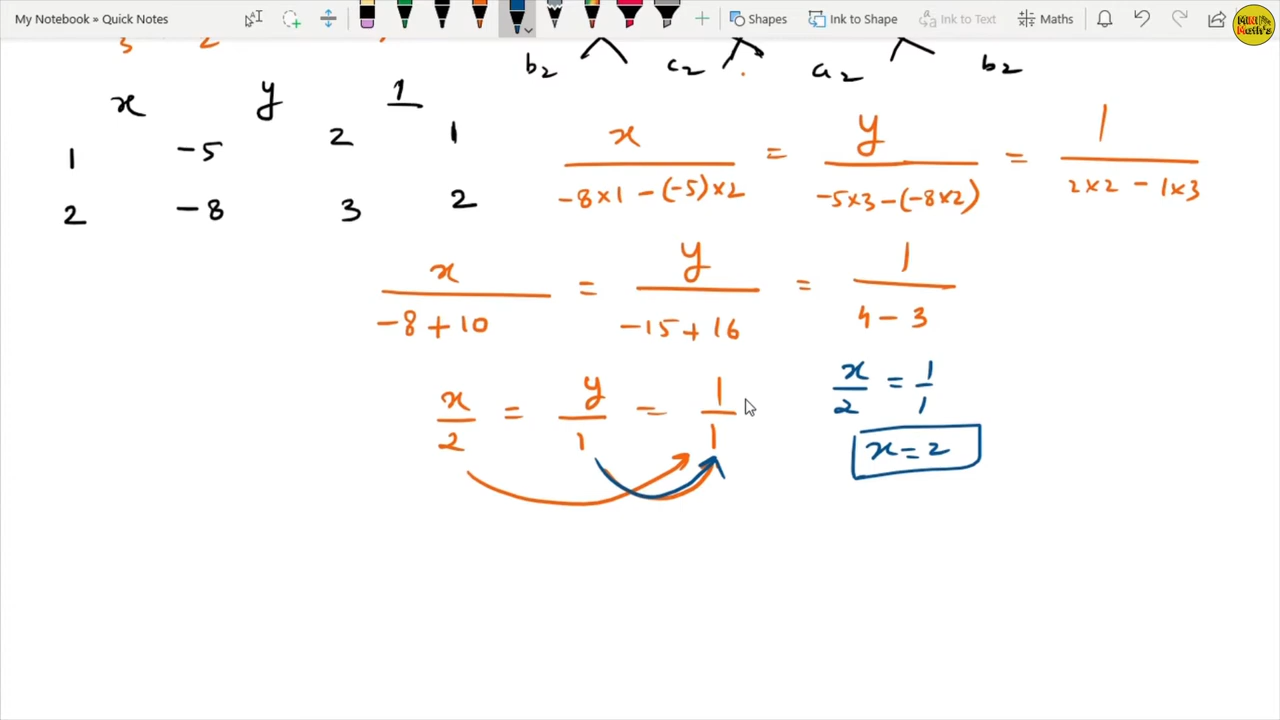 My Notebook » Quick Notes
Shapes Ink to Shape Ink to Text Maths
b₂ c₂ a₂ b₂
x y 1
1 -5 2 1
2 -8 3 2
x/(-8×1-(-5)×2) = y/(-5×3-(-8×2)) = 1/(2×2-1×3)
x/(-8+10) = y/(-15+16) = 1/(4-3)
x/2 = y/1 = 1/1
x/2 = 1/1
x=2